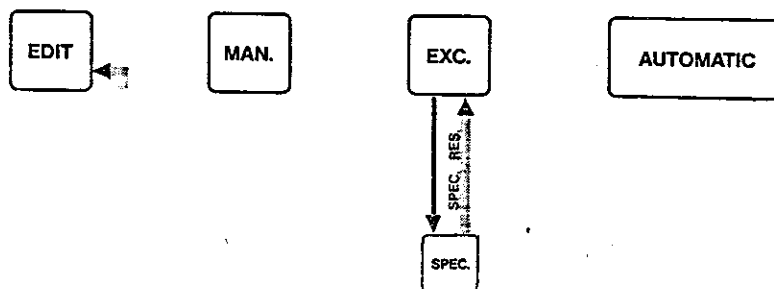 EDIT
MAN.
EXC.
AUTOMATIC
SPEC, RES,
SPEC.